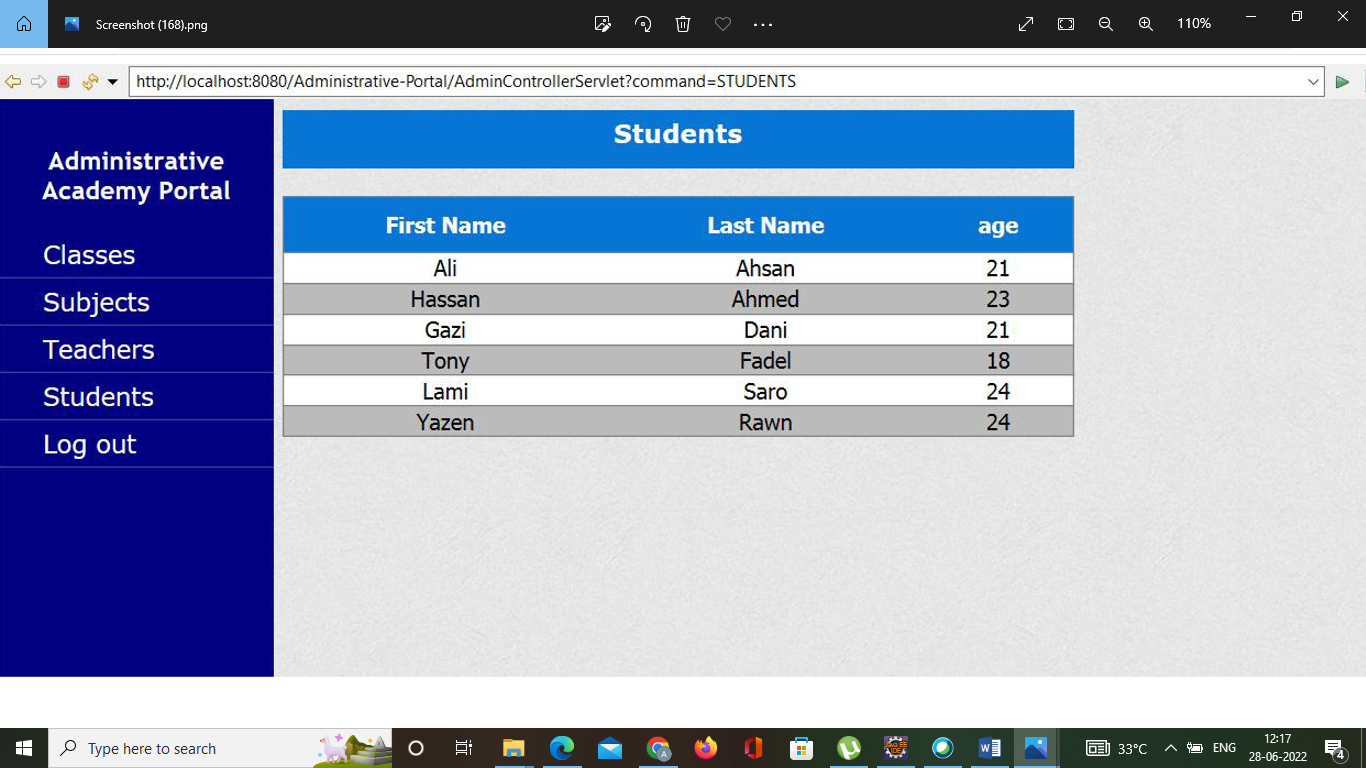 Screenshot (168).png
110%
http://localhost:8080/Administrative-Portal/AdminControllerServlet?command=STUDENTS
Administrative
Academy Portal
Classes
Subjects
Teachers
Students
Log out
Students
First Name Last Name age
Ali Ahsan 21
Hassan Ahmed 23
Gazi Dani 21
Tony Fadel 18
Lami Saro 24
Yazen Rawn 24
Type here to search
33°C
ENG
12:17
28-06-2022
4